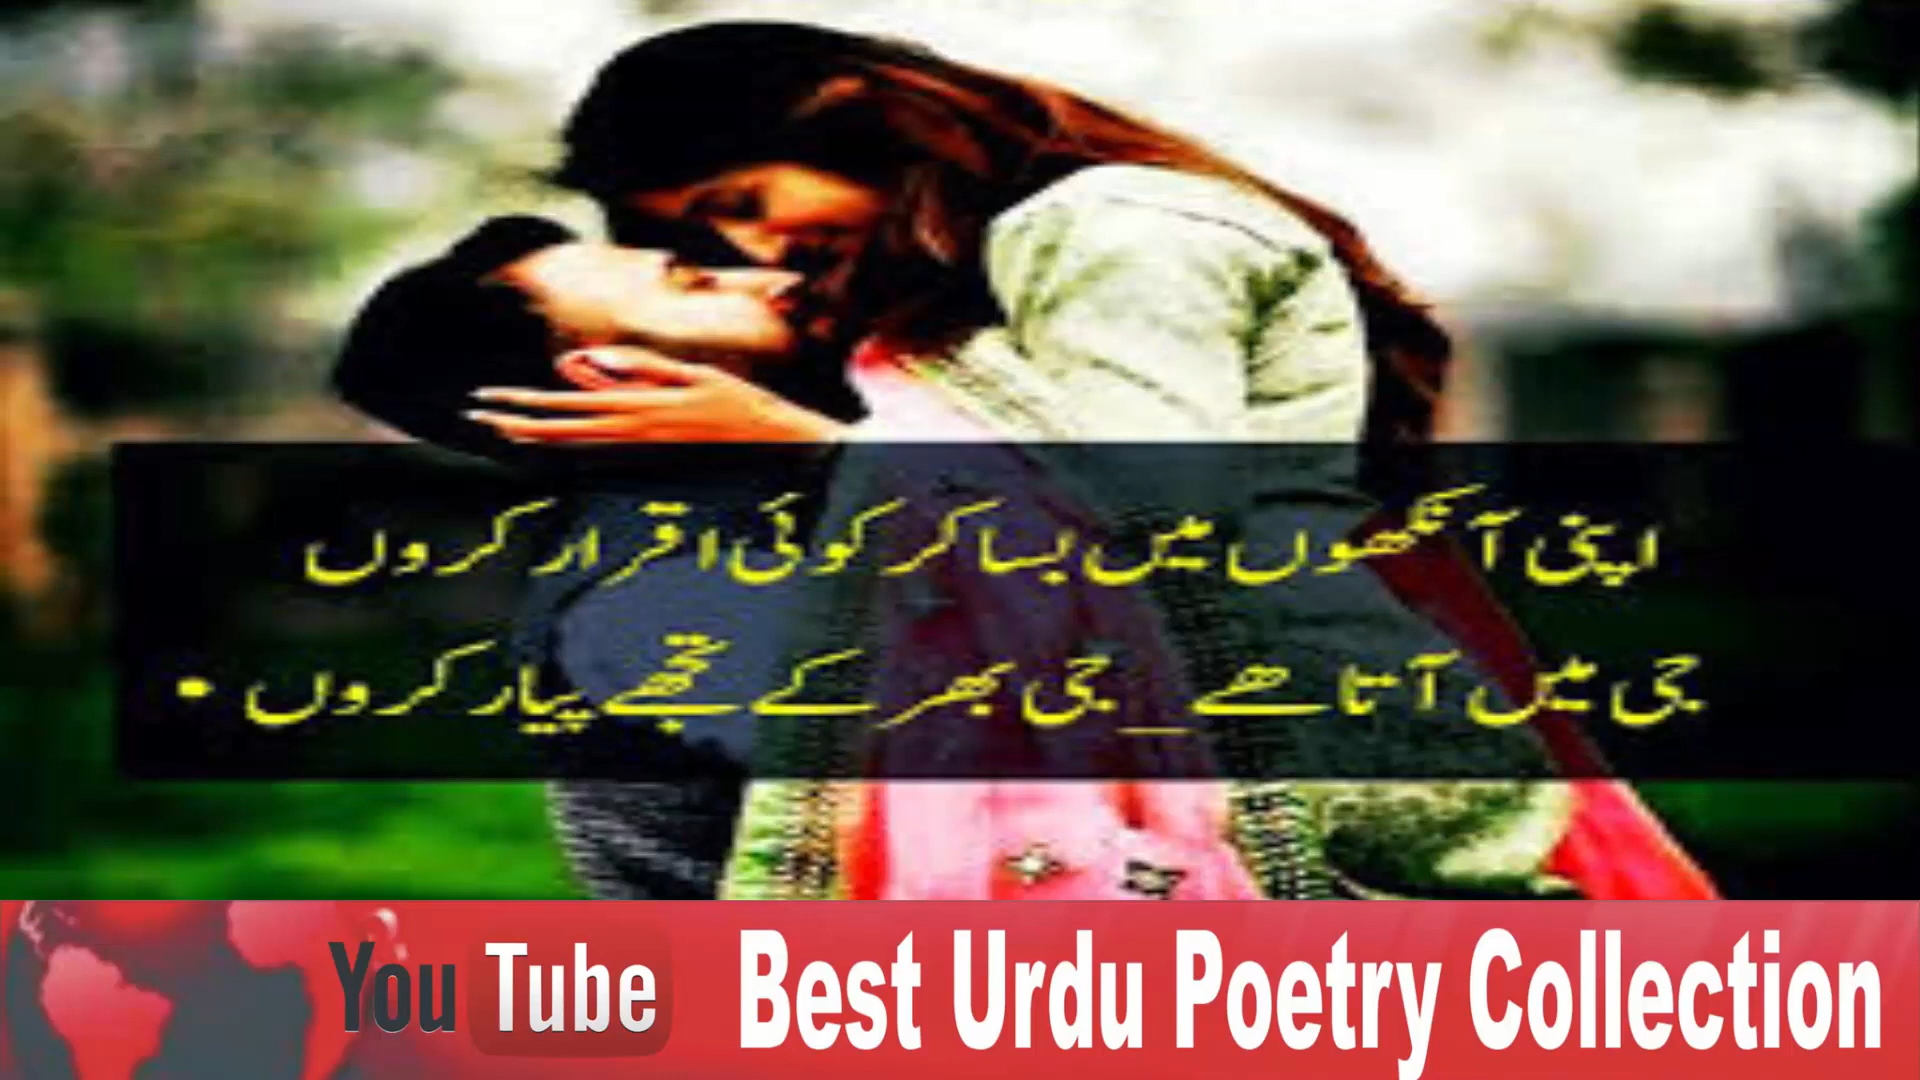 اپنی آنکھوں میں بسا کر کوئی اقرار کروں
جی میں آتا ھے _ جی بھر کے تجھے پیار کروں •
YouTube Best Urdu Poetry Collection